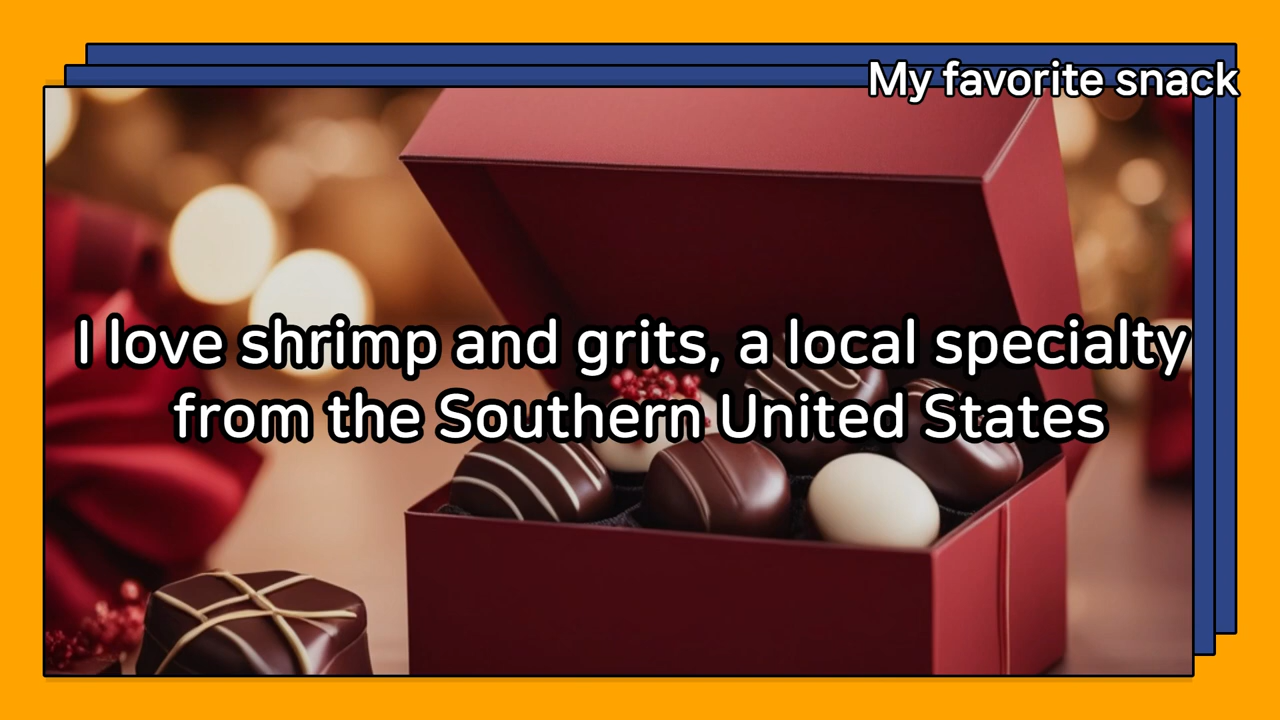 My favorite snack
I love shrimp and grits, a local specialty
from the Southern United States